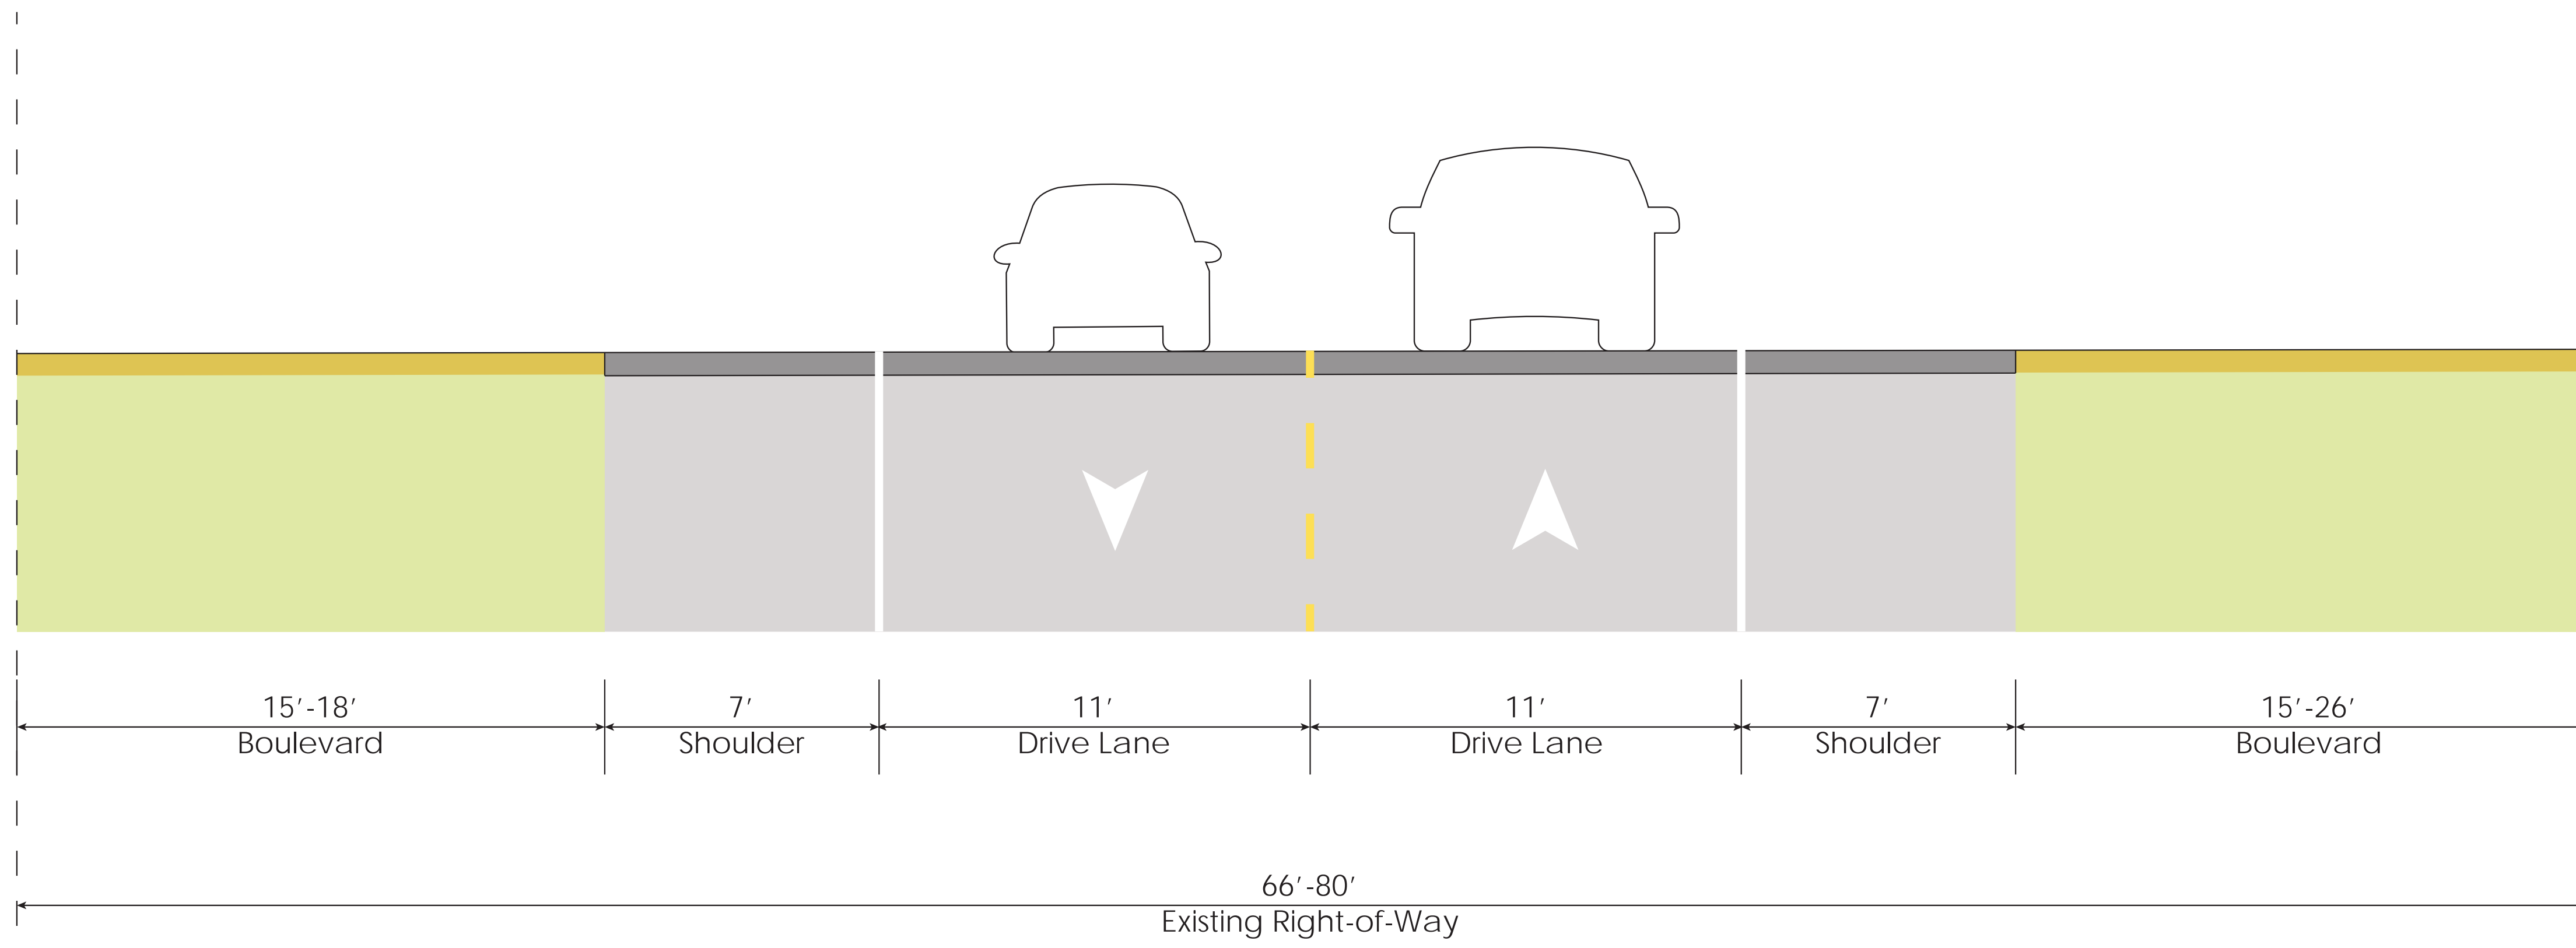 15'-18'
Boulevard
7'
Shoulder
11'
Drive Lane
11'
Drive Lane
7'
Shoulder
15'-26'
Boulevard
66'-80'
Existing Right-of-Way